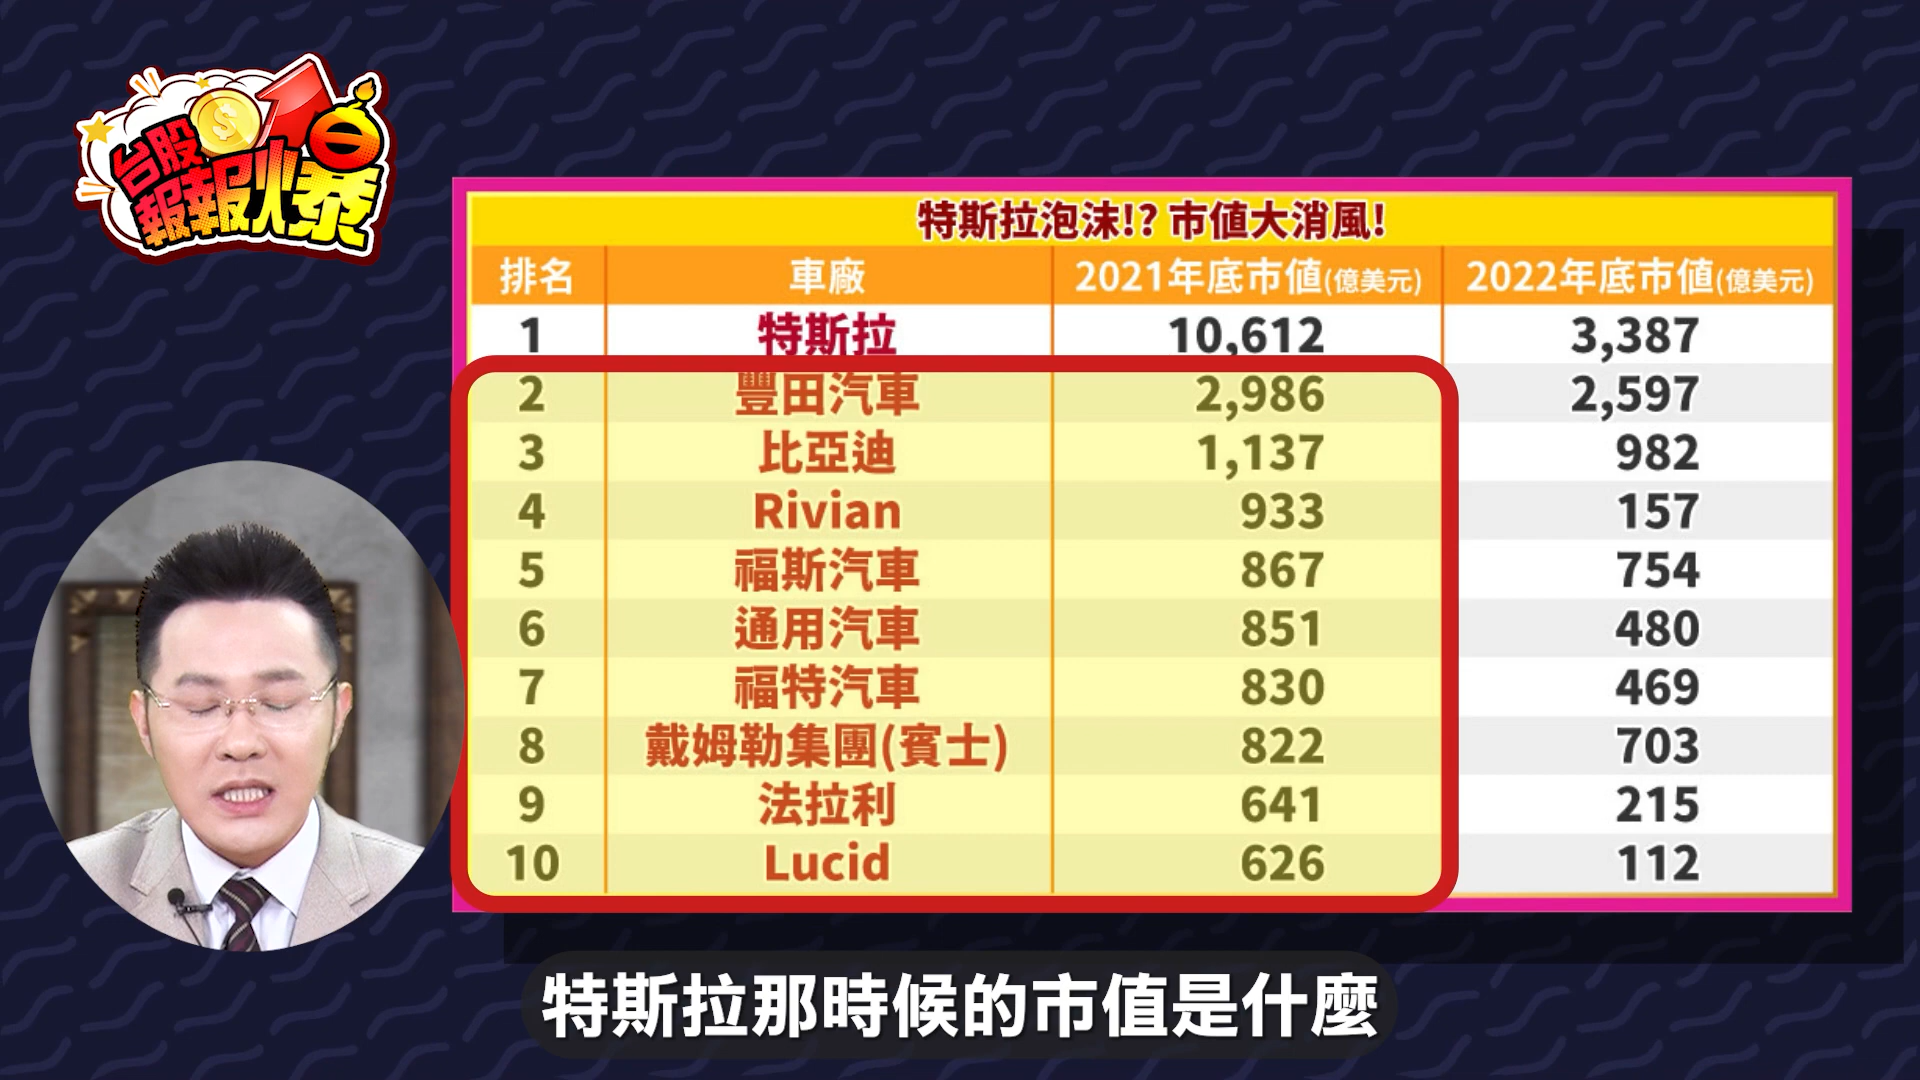 台股
報報爆
特斯拉泡沫!? 市值大消風!
排名 車廠 2021年底市值(億美元) 2022年底市值(億美元)
1 特斯拉 10,612 3,387
2 豐田汽車 2,986 2,597
3 比亞迪 1,137 982
4 Rivian 933 157
5 福斯汽車 867 754
6 通用汽車 851 480
7 福特汽車 830 469
8 戴姆勒集團(賓士) 822 703
9 法拉利 641 215
10 Lucid 626 112
特斯拉那時候的市值是什麼